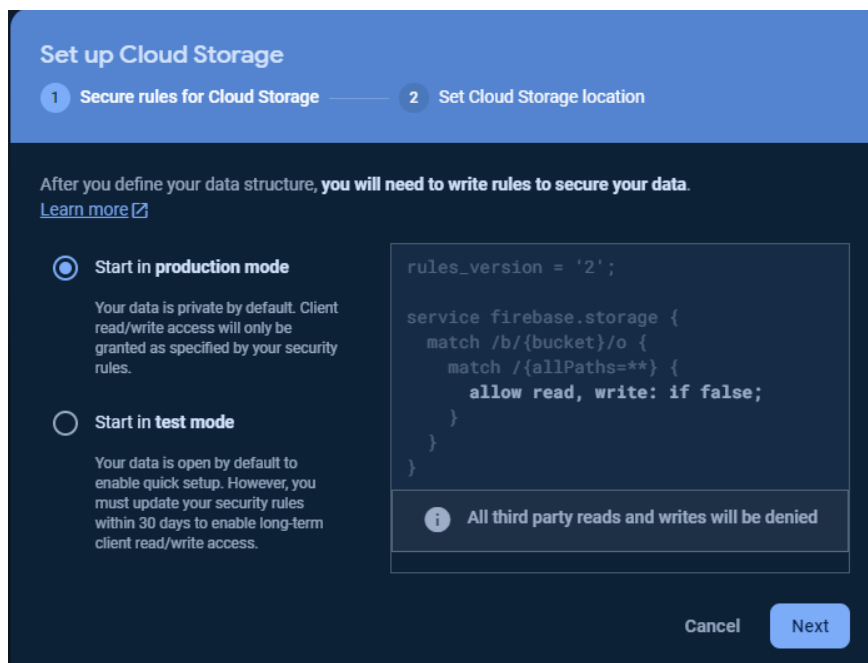 Set up Cloud Storage
1 Secure rules for Cloud Storage 2 Set Cloud Storage location
After you define your data structure, you will need to write rules to secure your data.
Learn more
Start in production mode
Your data is private by default. Client
read/write access will only be
granted as specified by your security
rules.
Start in test mode
Your data is open by default to
enable quick setup. However, you
must update your security rules
within 30 days to enable long-term
client read/write access.
rules_version = '2';
service firebase.storage {
match /b/{bucket}/o {
match /{allPaths=**} {
allow read, write: if false;
}
}
}
All third party reads and writes will be denied
Cancel Next